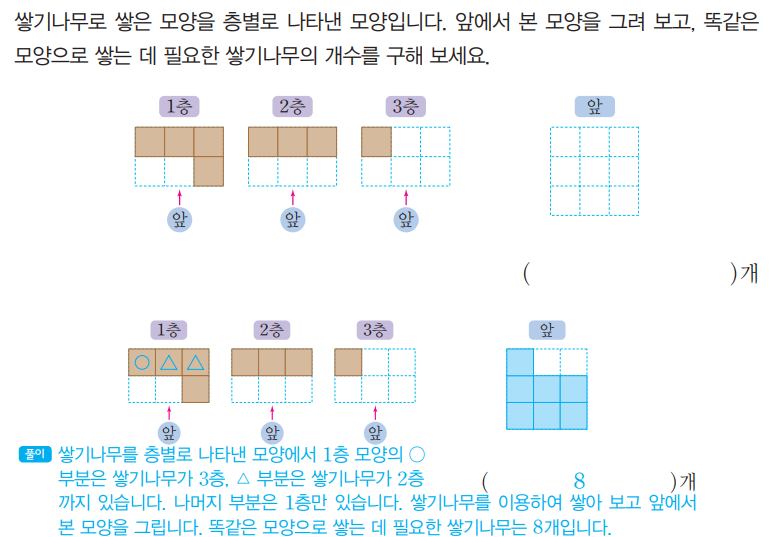 쌓기나무로 쌓은 모양을 층별로 나타낸 모양입니다. 앞에서 본 모양을 그려 보고, 똑같은
모양으로 쌓는 데 필요한 쌓기나무의 개수를 구해 보세요.
1층 2층 3층 앞
앞 앞 앞
( )개
1층 2층 3층 앞
○ △ △
앞 앞 앞
풀이 쌓기나무를 층별로 나타낸 모양에서 1층 모양의 ○
부분은 쌓기나무가 3층, △ 부분은 쌓기나무가 2층
( 8 )개
까지 있습니다. 나머지 부분은 1층만 있습니다. 쌓기나무를 이용하여 쌓아 보고 앞에서
본 모양을 그립니다. 똑같은 모양으로 쌓는 데 필요한 쌓기나무는 8개입니다.